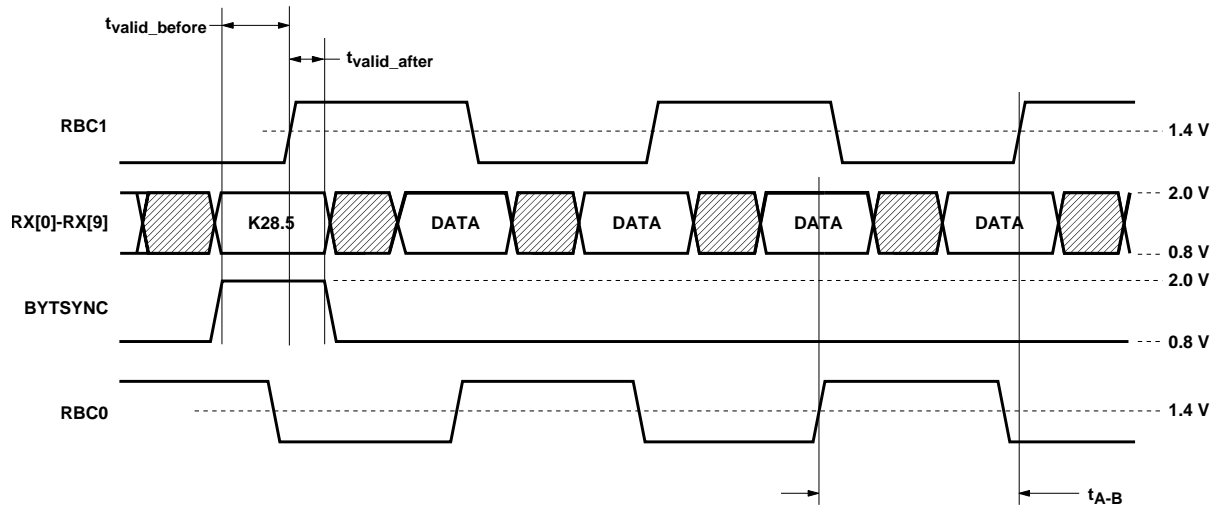 tvalid_before
tvalid_after
RBC1
1.4 V
2.0 V
RX[0]-RX[9] K28.5 DATA DATA DATA DATA
0.8 V
2.0 V
BYTSYNC
0.8 V
RBC0
1.4 V
tA-B